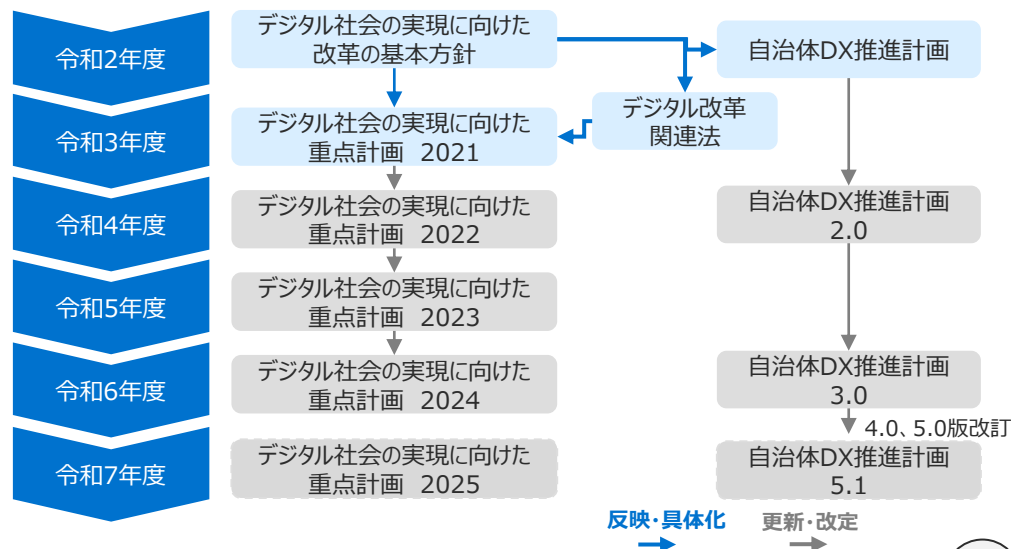 令和2年度
デジタル社会の実現に向けた
改革の基本方針
自治体DX推進計画
令和3年度
デジタル社会の実現に向けた
重点計画 2021
デジタル改革
関連法
令和4年度
デジタル社会の実現に向けた
重点計画 2022
自治体DX推進計画
2.0
令和5年度
デジタル社会の実現に向けた
重点計画 2023
令和6年度
デジタル社会の実現に向けた
重点計画 2024
自治体DX推進計画
3.0
4.0、5.0版改訂
令和7年度
デジタル社会の実現に向けた
重点計画 2025
自治体DX推進計画
5.1
反映・具体化
更新・改定